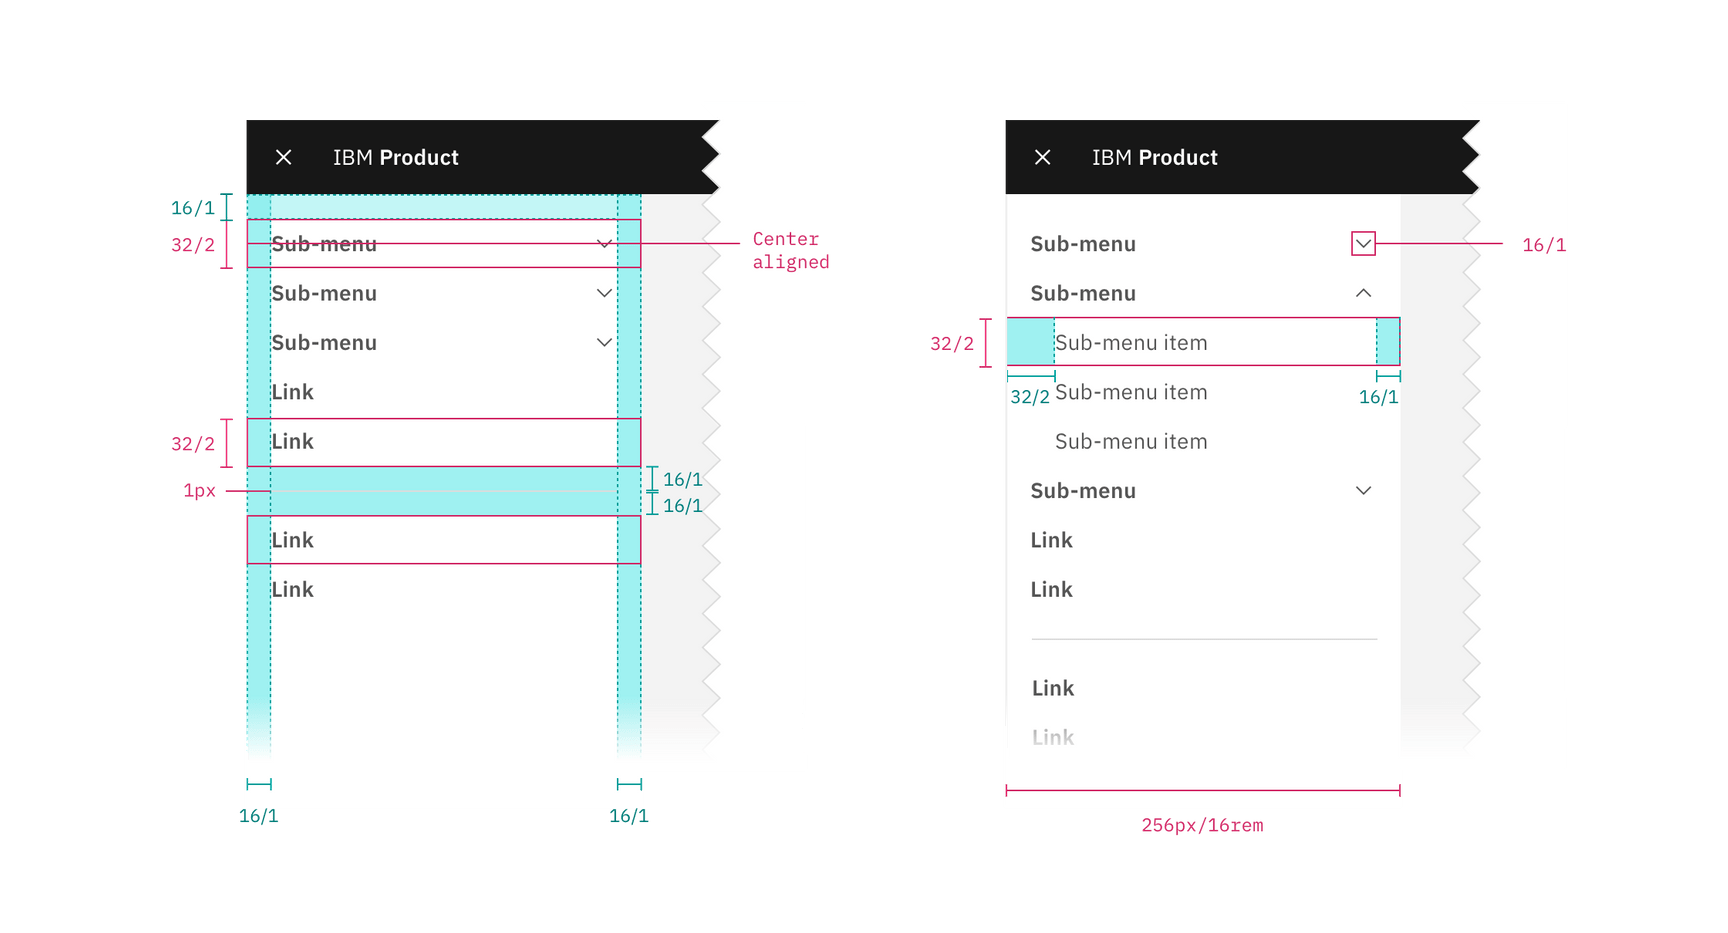 IBM Product
16/1
32/2
Sub-menu
Center
aligned
Sub-menu
Sub-menu
Link
32/2
Link
16/1
1px
16/1
Link
Link
16/1
16/1
IBM Product
Sub-menu
16/1
Sub-menu
32/2
Sub-menu item
32/2
Sub-menu item
16/1
Sub-menu item
Sub-menu
Link
Link
Link
Link
256px/16rem